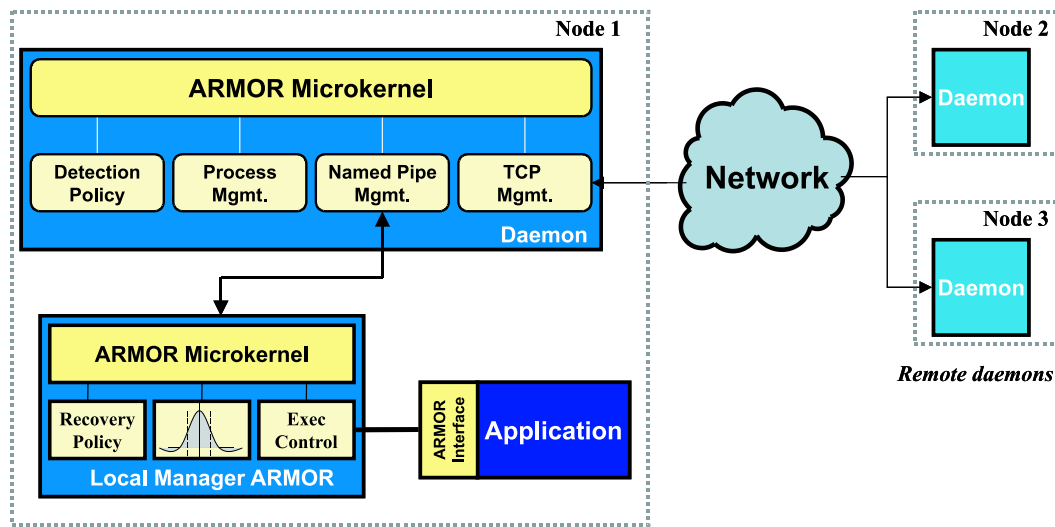 Node 1
ARMOR Microkernel
Detection
Policy
Process
Mgmt.
Named Pipe
Mgmt.
TCP
Mgmt.
Daemon
Network
Node 2
Daemon
Node 3
Daemon
Remote daemons
ARMOR Microkernel
Recovery
Policy
Exec
Control
Local Manager ARMOR
ARMOR
Interface
Application